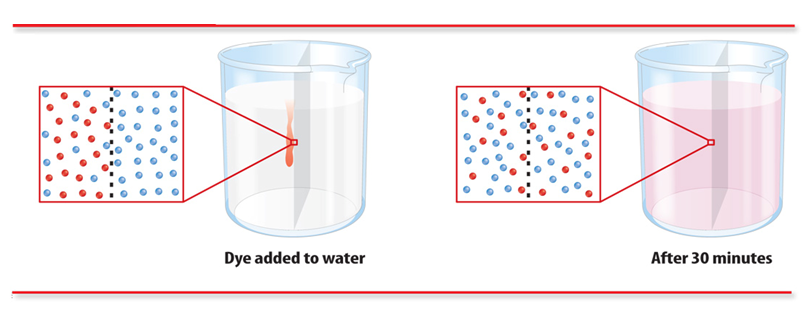 Dye added to water
After 30 minutes